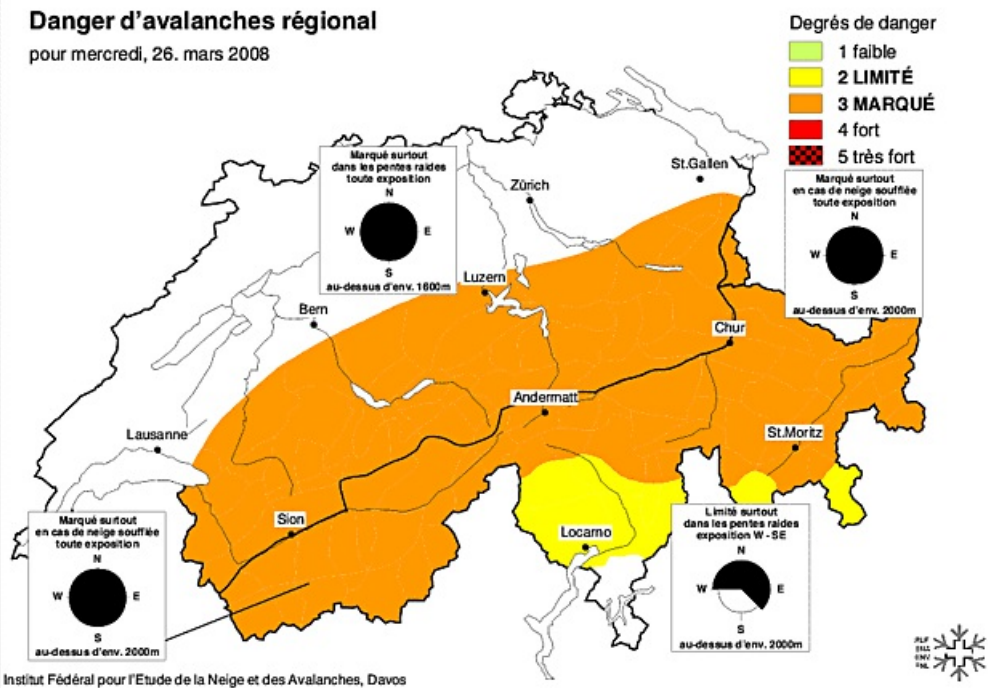 Danger d'avalanches régional
pour mercredi, 26. mars 2008
Degrés de danger
1 faible
2 LIMITÉ
3 MARQUÉ
4 fort
5 très fort
Marqué surtout
dans les pentes raides
toute exposition
N
W E
S
au-dessus d'env. 1600m
Marqué surtout
en cas de neige soufflée
toute exposition
N
W E
S
au-dessus d'env. 2000m
St.Gallen
Zürich
Luzern
Bern
Chur
Andermatt
Lausanne
St.Moritz
Sion
Locarno
Marqué surtout
en cas de neige soufflée
toute exposition
N
W E
S
au-dessus d'env. 2000m
Limité surtout
dans les pentes raides
exposition W - SE
N
W E
S
au-dessus d'env. 2000m
SLF
ENA
SNV
SNL
Institut Fédéral pour l'Etude de la Neige et des Avalanches, Davos